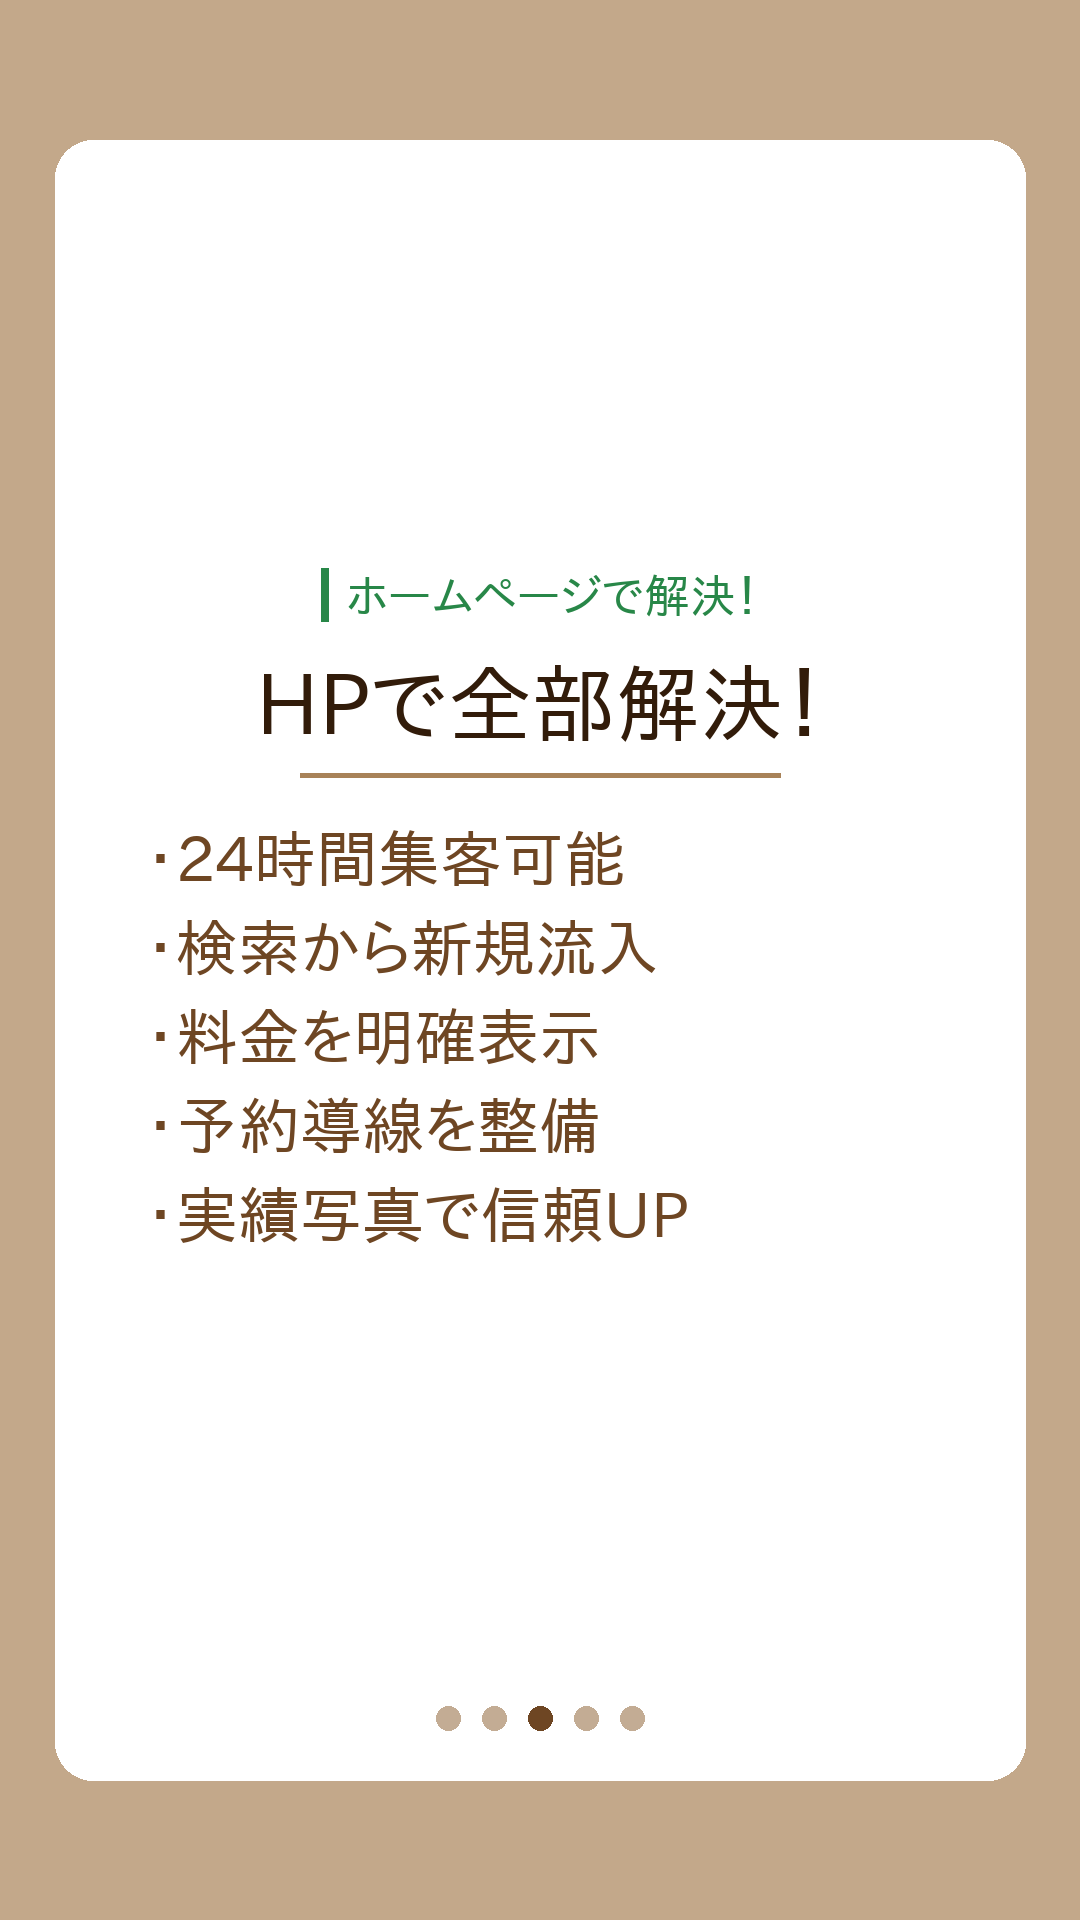 ホームページで解決！
HPで全部解決！
・24時間集客可能
・検索から新規流入
・料金を明確表示
・予約導線を整備
・実績写真で信頼UP